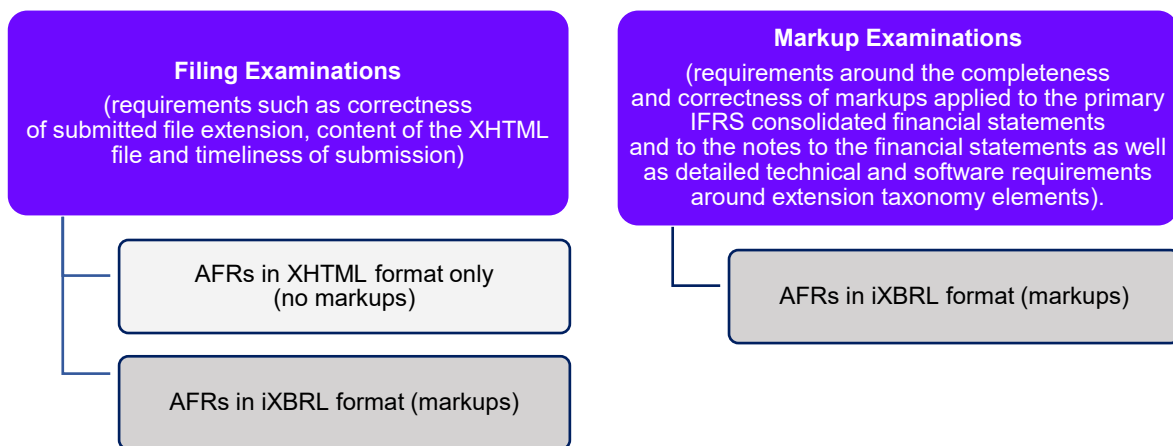 Filing Examinations
(requirements such as correctness
of submitted file extension, content of the XHTML
file and timeliness of submission)
AFRs in XHTML format only
(no markups)
AFRs in iXBRL format (markups)
Markup Examinations
(requirements around the completeness
and correctness of markups applied to the primary
IFRS consolidated financial statements
and to the notes to the financial statements as well
as detailed technical and software requirements
around extension taxonomy elements).
AFRs in iXBRL format (markups)